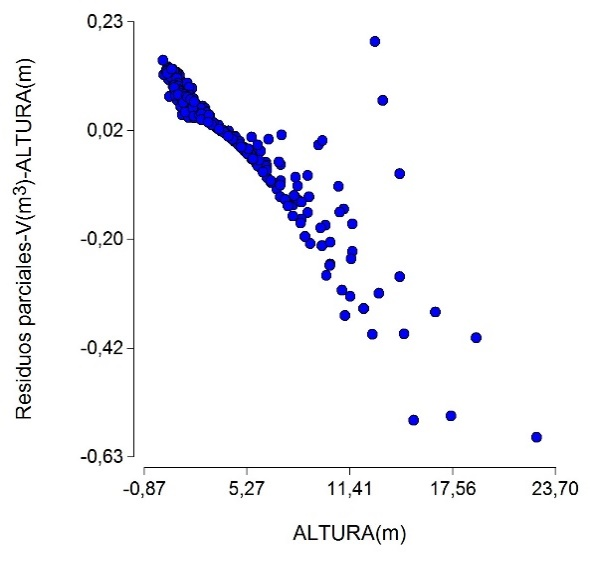 Residuos parciales-V(m3)-ALTURA(m)
0,23
0,02
-0,20
-0,42
-0,63
-0,87 5,27 11,41 17,56 23,70
ALTURA(m)